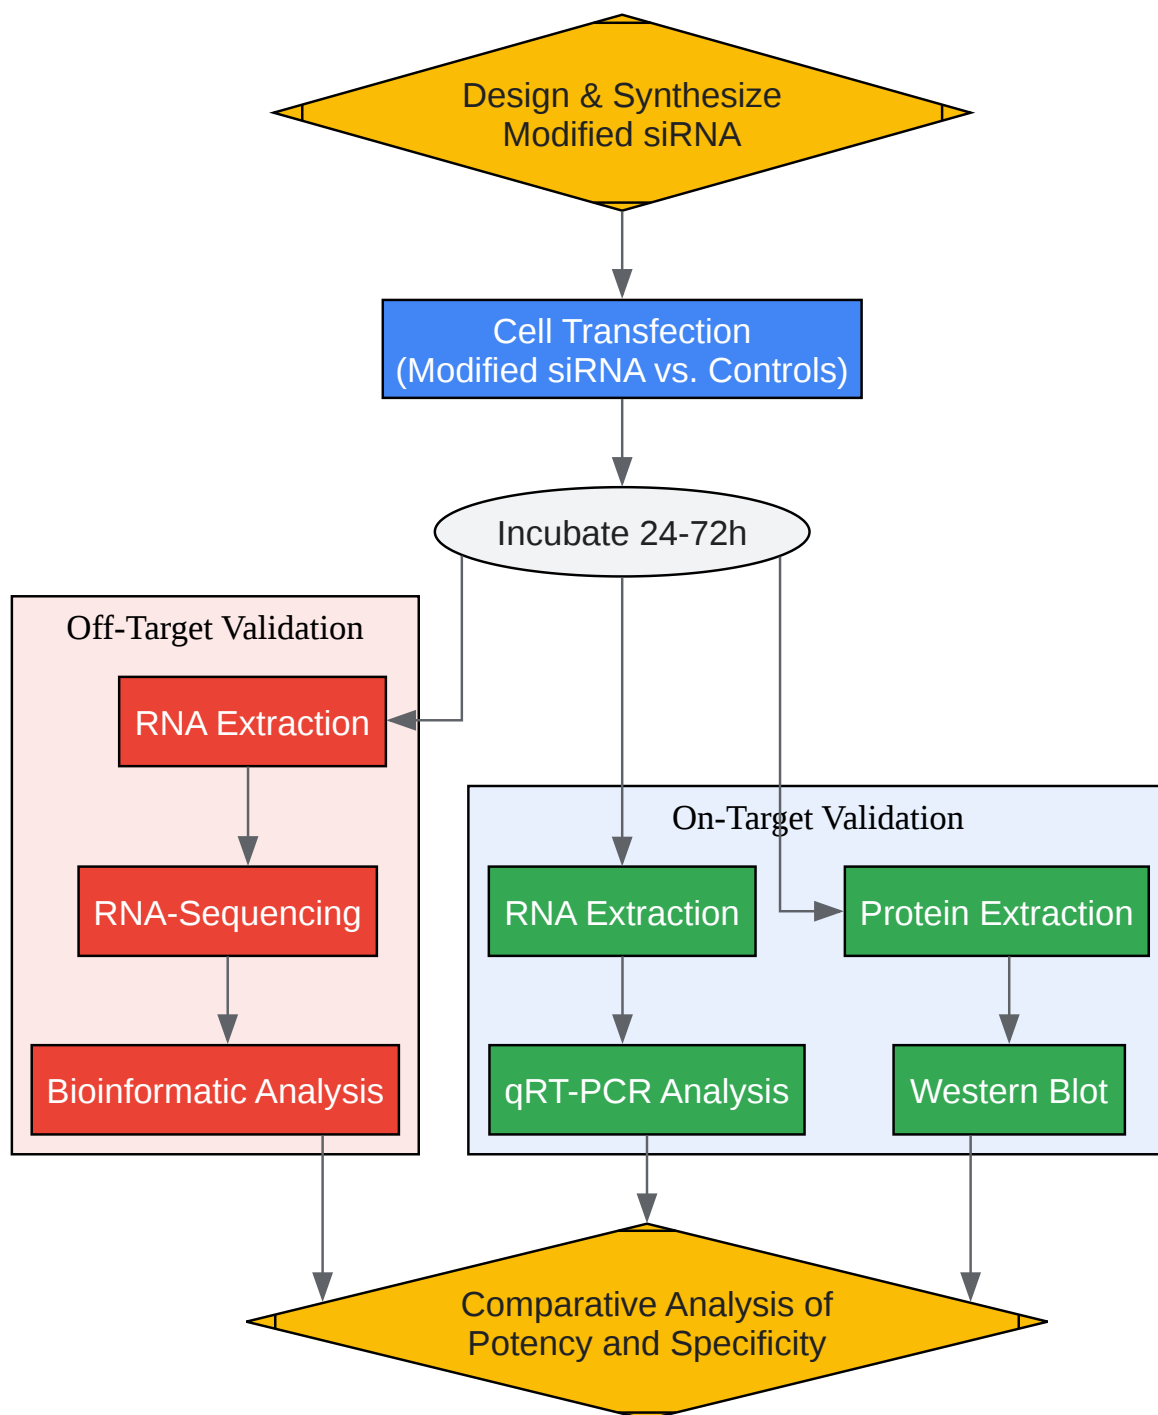 Design & Synthesize
Modified siRNA
Cell Transfection
(Modified siRNA vs. Controls)
Incubate 24-72h
Off-Target Validation
RNA Extraction
RNA-Sequencing
Bioinformatic Analysis
On-Target Validation
RNA Extraction
Protein Extraction
qRT-PCR Analysis
Western Blot
Comparative Analysis of
Potency and Specificity